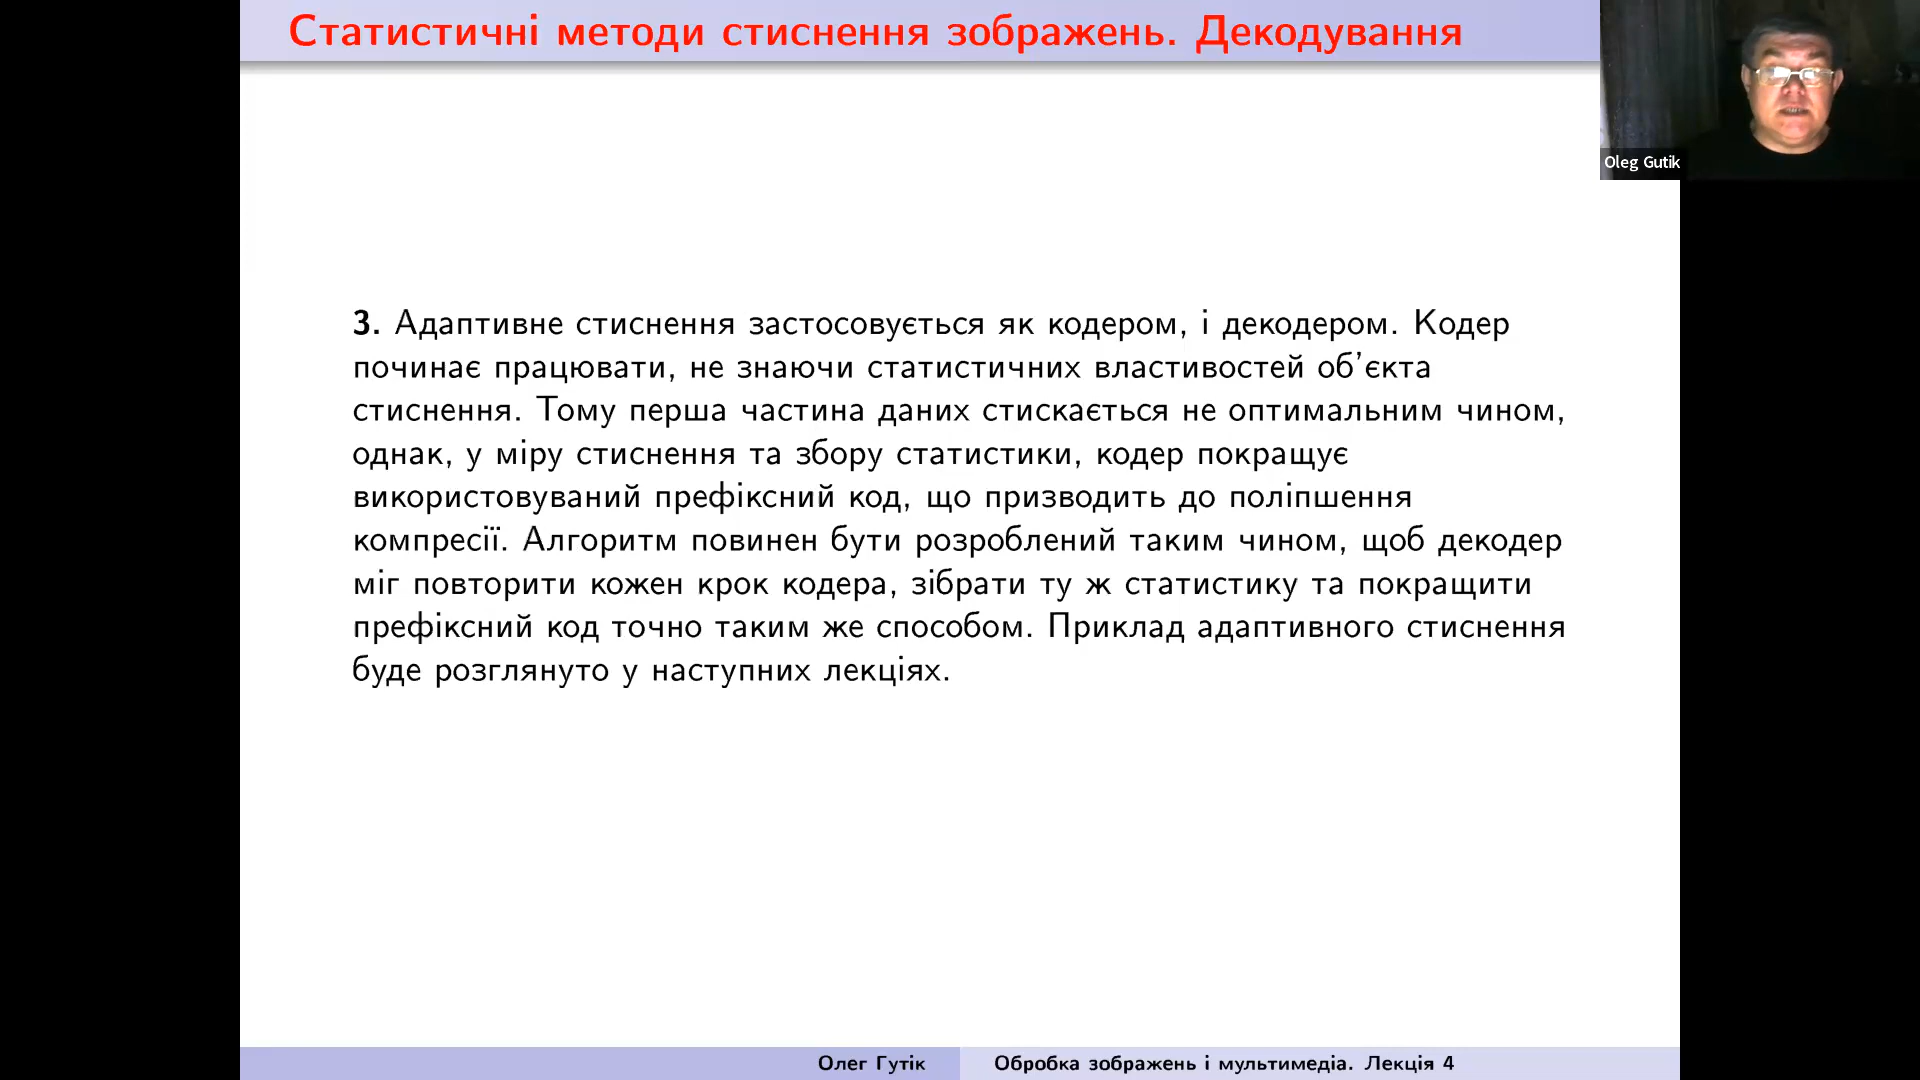 Статистичні методи стиснення зображень. Декодування
Oleg Gutik
3. Адаптивне стиснення застосовується як кодером, і декодером. Кодер
починає працювати, не знаючи статистичних властивостей об’єкта
стиснення. Тому перша частина даних стискається не оптимальним чином,
однак, у міру стиснення та збору статистики, кодер покращує
використовуваний префіксний код, що призводить до поліпшення
компресії. Алгоритм повинен бути розроблений таким чином, щоб декодер
міг повторити кожен крок кодера, зібрати ту ж статистику та покращити
префіксний код точно таким же способом. Приклад адаптивного стиснення
буде розглянуто у наступних лекціях.
Олег Гутік
Обробка зображень і мультимедіа. Лекція 4